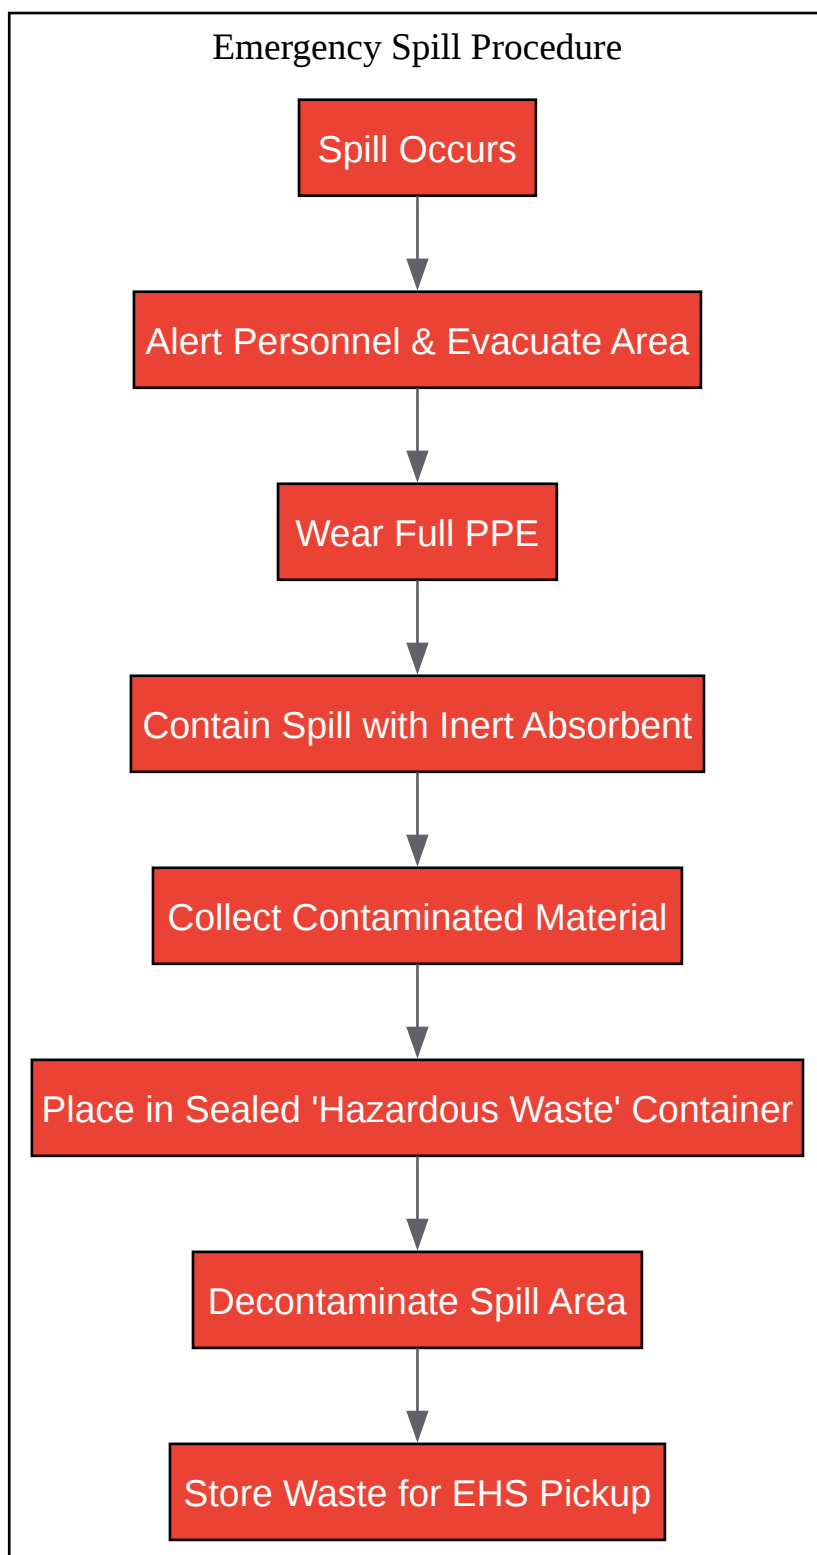 Emergency Spill Procedure
Spill Occurs
Alert Personnel & Evacuate Area
Wear Full PPE
Contain Spill with Inert Absorbent
Collect Contaminated Material
Place in Sealed 'Hazardous Waste' Container
Decontaminate Spill Area
Store Waste for EHS Pickup